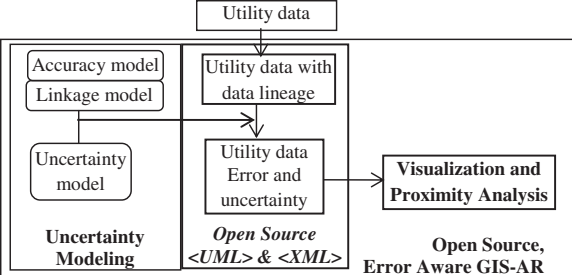 Utility data
Accuracy model
Linkage model
Uncertainty
model
Uncertainty
Modeling
Utility data with
data lineage
Utility data
Error and
uncertainty
Open Source
<UML> & <XML>
Visualization and
Proximity Analysis
Open Source,
Error Aware GIS-AR